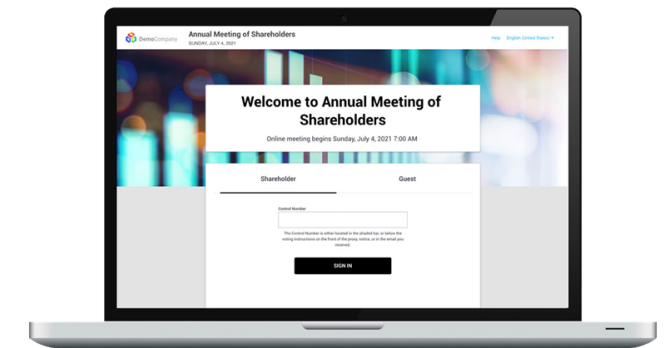 DemoCompany
Annual Meeting of Shareholders
SUNDAY, JULY 4, 2021
Help English (United States)
Welcome to Annual Meeting of
Shareholders
Online meeting begins Sunday, July 4, 2021 7:00 AM
Shareholder Guest
Control Number
The Control Number is either located in the shaded bar, or below the
voting instructions on the front of the proxy, notice, or in the email you
received.
SIGN IN